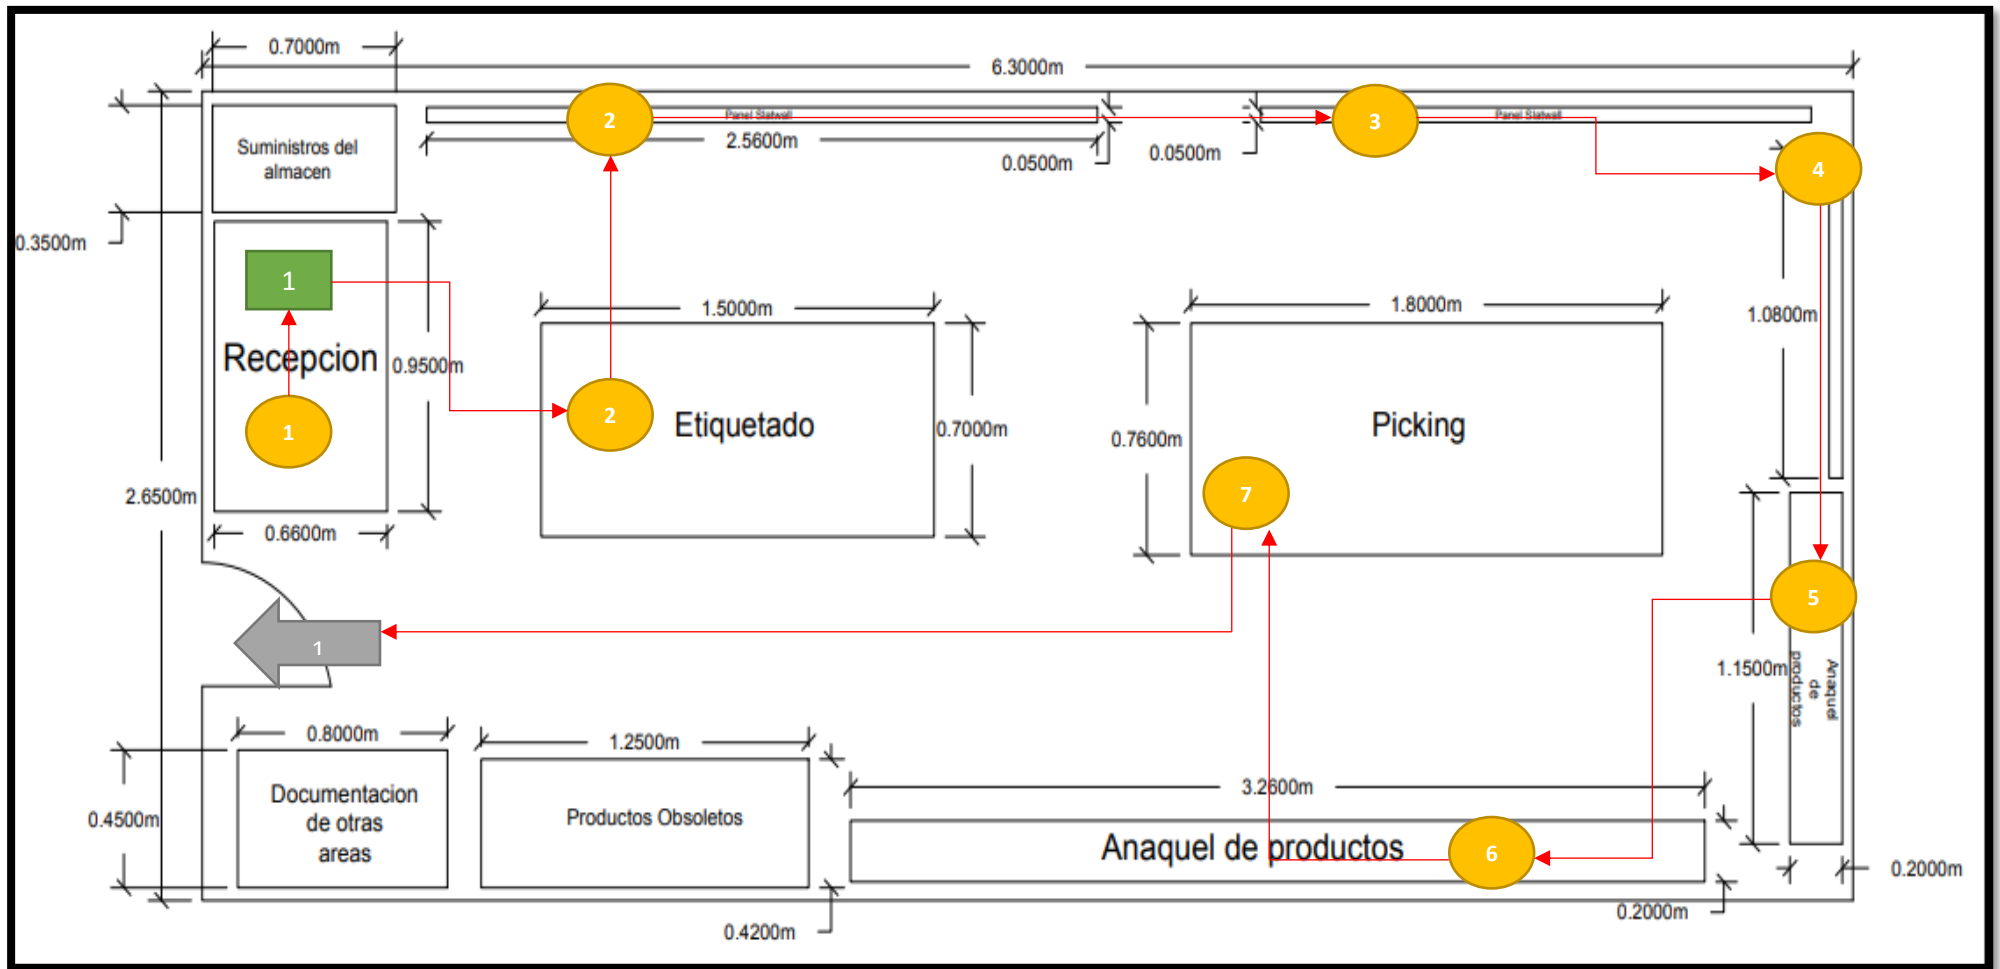 0.7000m
6.3000m
Panel Slatwall
Panel Slatwall
2
3
2.5600m
0.0500m
0.0500m
Suministros del
almacen
4
0.3500m
1
1.5000m
1.8000m
1.0800m
Recepcion
0.9500m
1
2
Etiquetado
0.7000m
Picking
0.7600m
7
2.6500m
0.6600m
5
1
1.1500m
Anaquel
de
productos
0.8000m
1.2500m
3.2600m
Documentacion
de otras
areas
0.4500m
Productos Obsoletos
Anaquel de productos
6
0.2000m
0.2000m
0.4200m